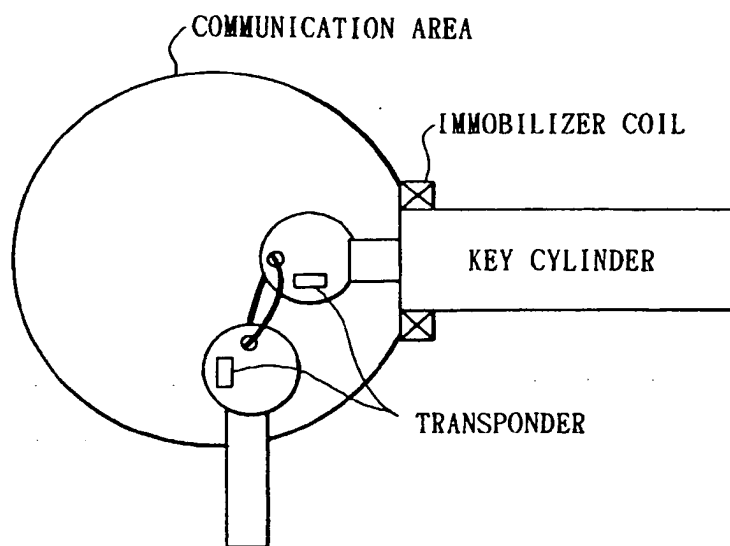 COMMUNICATION AREA
IMMOBILIZER COIL
KEY CYLINDER
TRANSPONDER